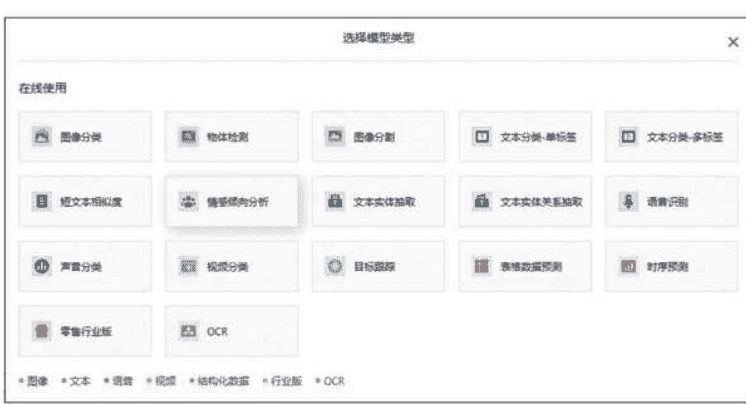 选择模型类型
在线使用
图像分类 物体检测 图像分割 文本分类-单标签 文本分类-多标签
短文本相似度 情感倾向分析 文本实体抽取 文本实体关系抽取 语音识别
声音分类 视频分类 目标跟踪 表格数据预测 时序预测
零售行业版 OCR
图像 文本 语音 视频 结构化数据 行业版 OCR